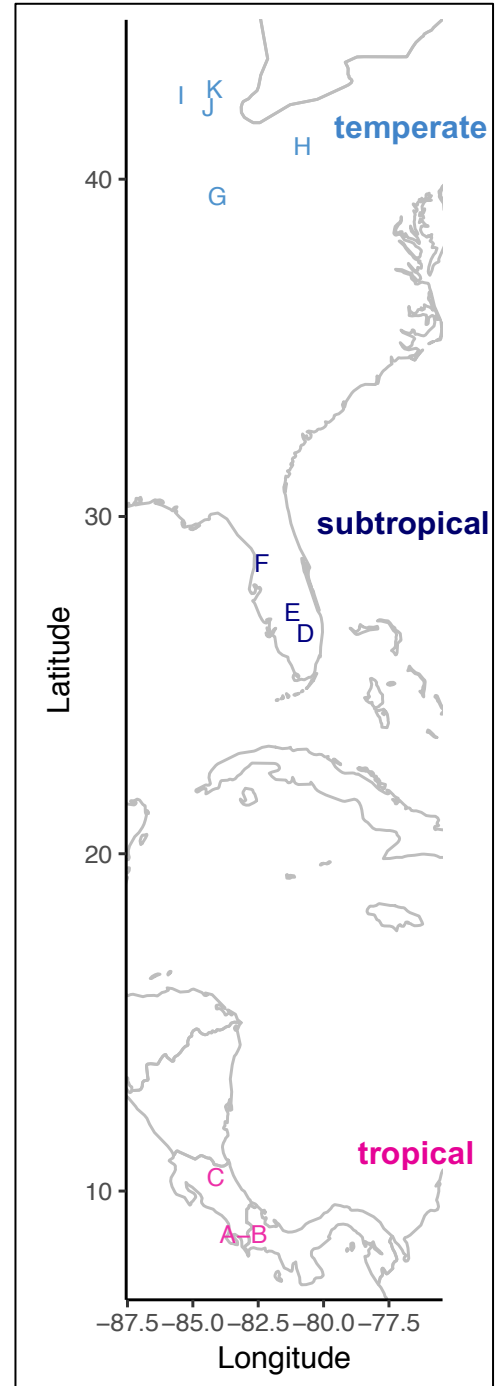 K
I
J
temperate
H
40
G
30
subtropical
F
E
D
Latitude
20
tropical
C
10
A–B
−87.5 −85.0 −82.5 −80.0 −77.5
Longitude